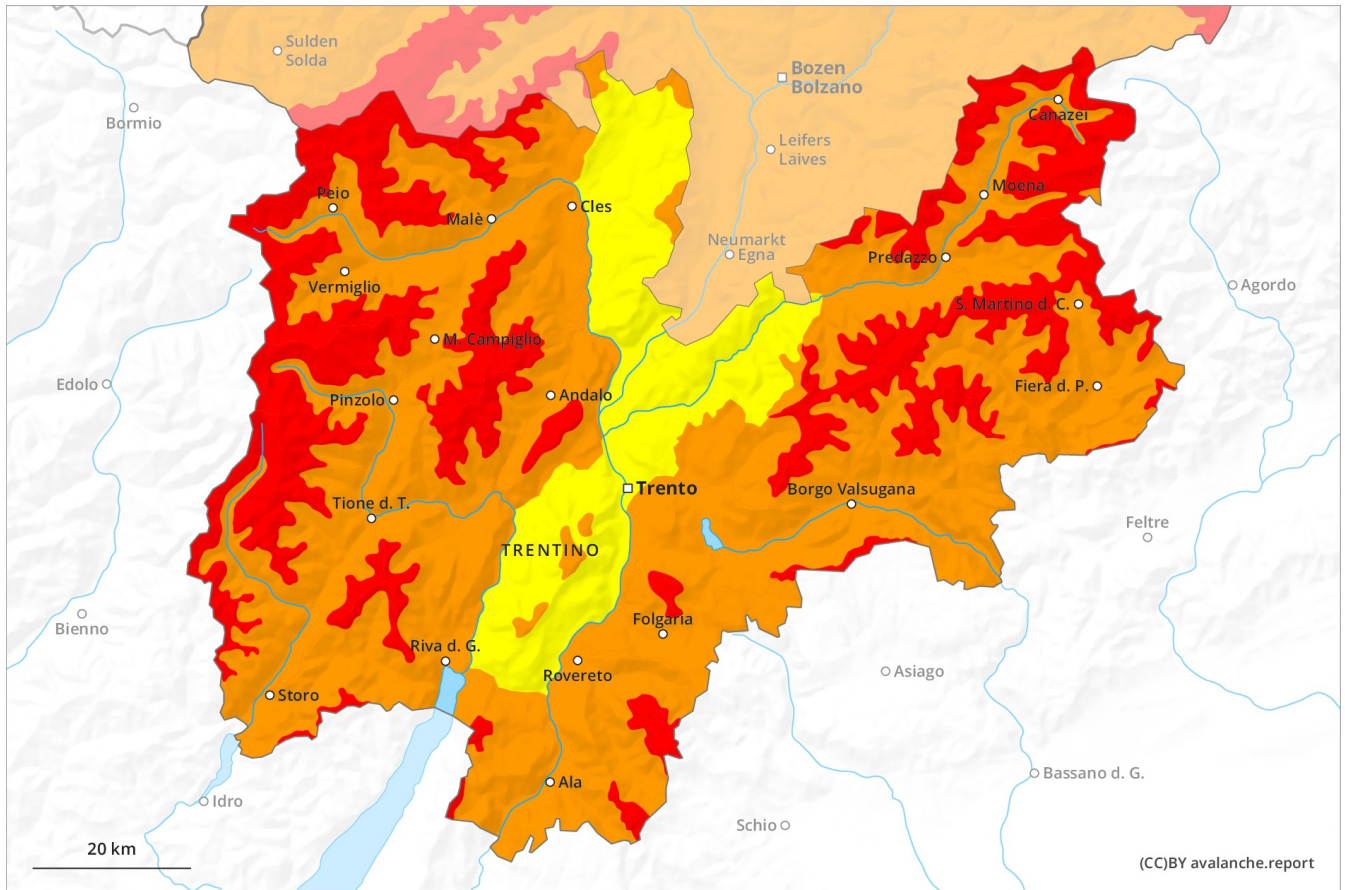 Sulden
Solda
Bozen
Bolzano
Bormio
Canazei
Leifers
Laives
Peio
Moena
Malè
Cles
Neumarkt
Egna
Predazzo
Vermiglio
Agordo
S. Martino d. C.
M. Campiglio
Edolo
Fiera d. P.
Pinzolo
Andalo
Trento
Borgo Valsugana
Tione d. T.
Feltre
TRENTINO
Bienno
Folgaria
Riva d. G.
Asiago
Rovereto
Storo
Bassano d. G.
Ala
Idro
Schio
20 km
(CC)BY avalanche.report